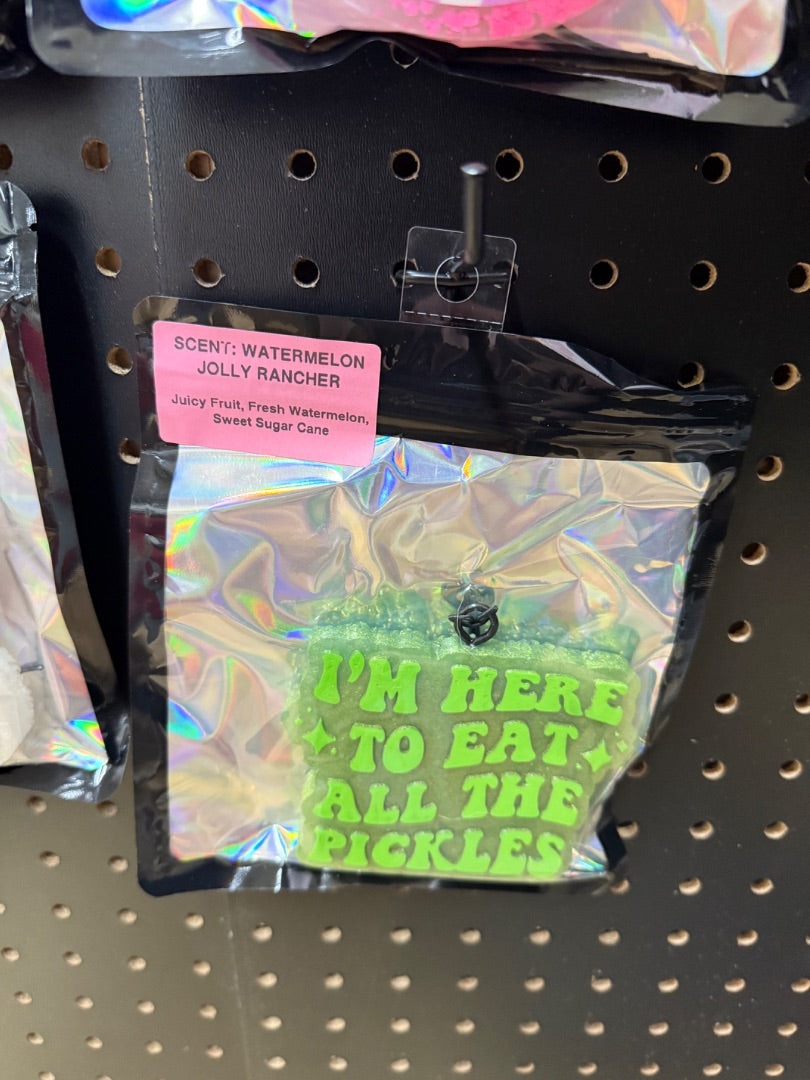 SCENT: WATERMELON
JOLLY RANCHER
Juicy Fruit, Fresh Watermelon,
Sweet Sugar Cane
I'M HERE
TO EAT
ALL THE
PICKLES